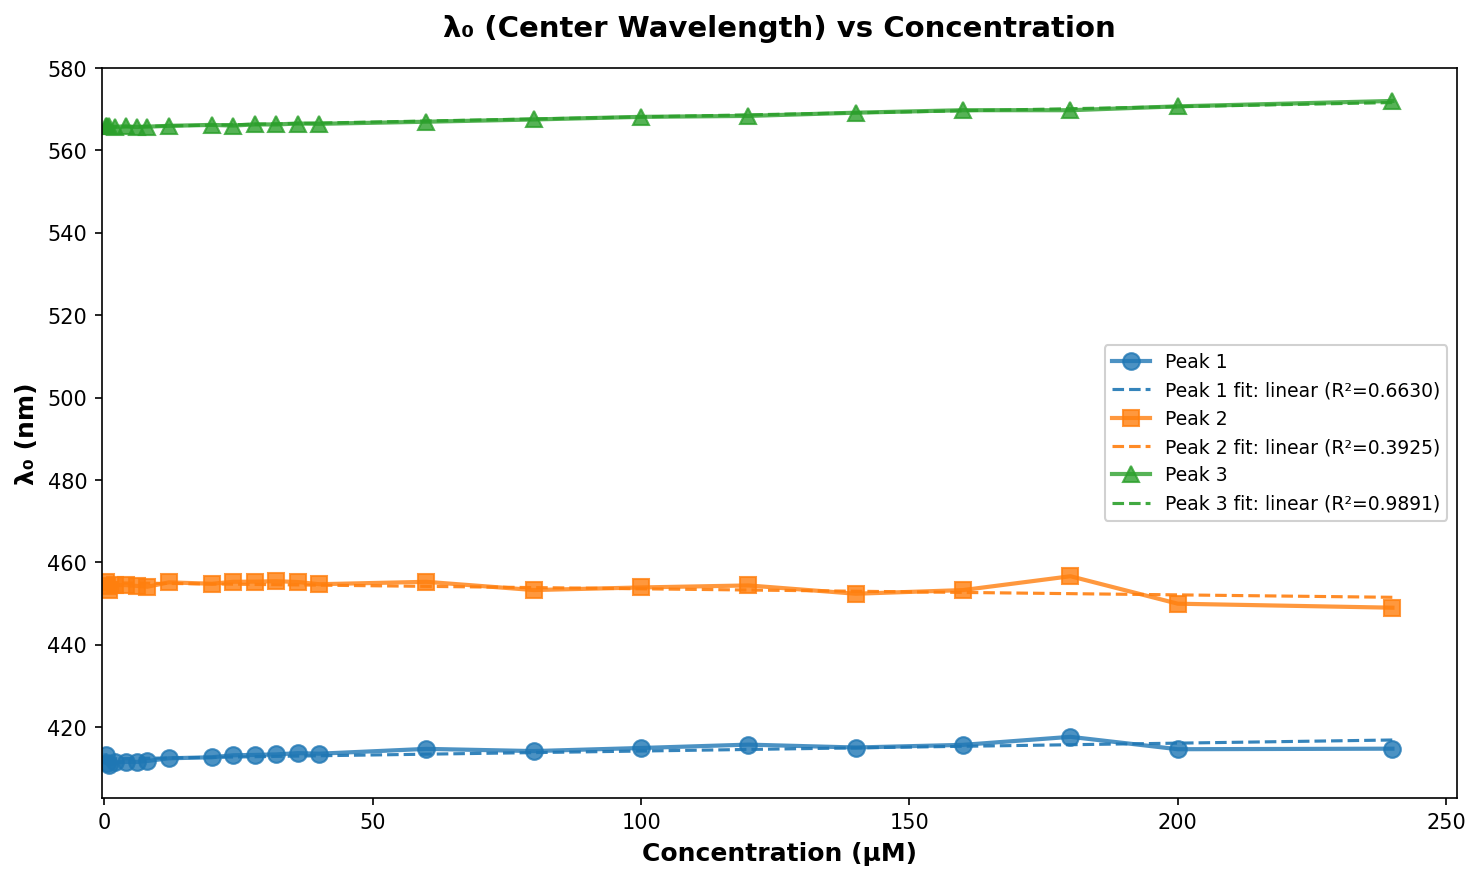 λ₀ (Center Wavelength) vs Concentration
580
560
540
520
500
480
460
440
420
λ₀ (nm)
Peak 1
Peak 1 fit: linear (R²=0.6630)
Peak 2
Peak 2 fit: linear (R²=0.3925)
Peak 3
Peak 3 fit: linear (R²=0.9891)
0 50 100 150 200 250
Concentration (μM)